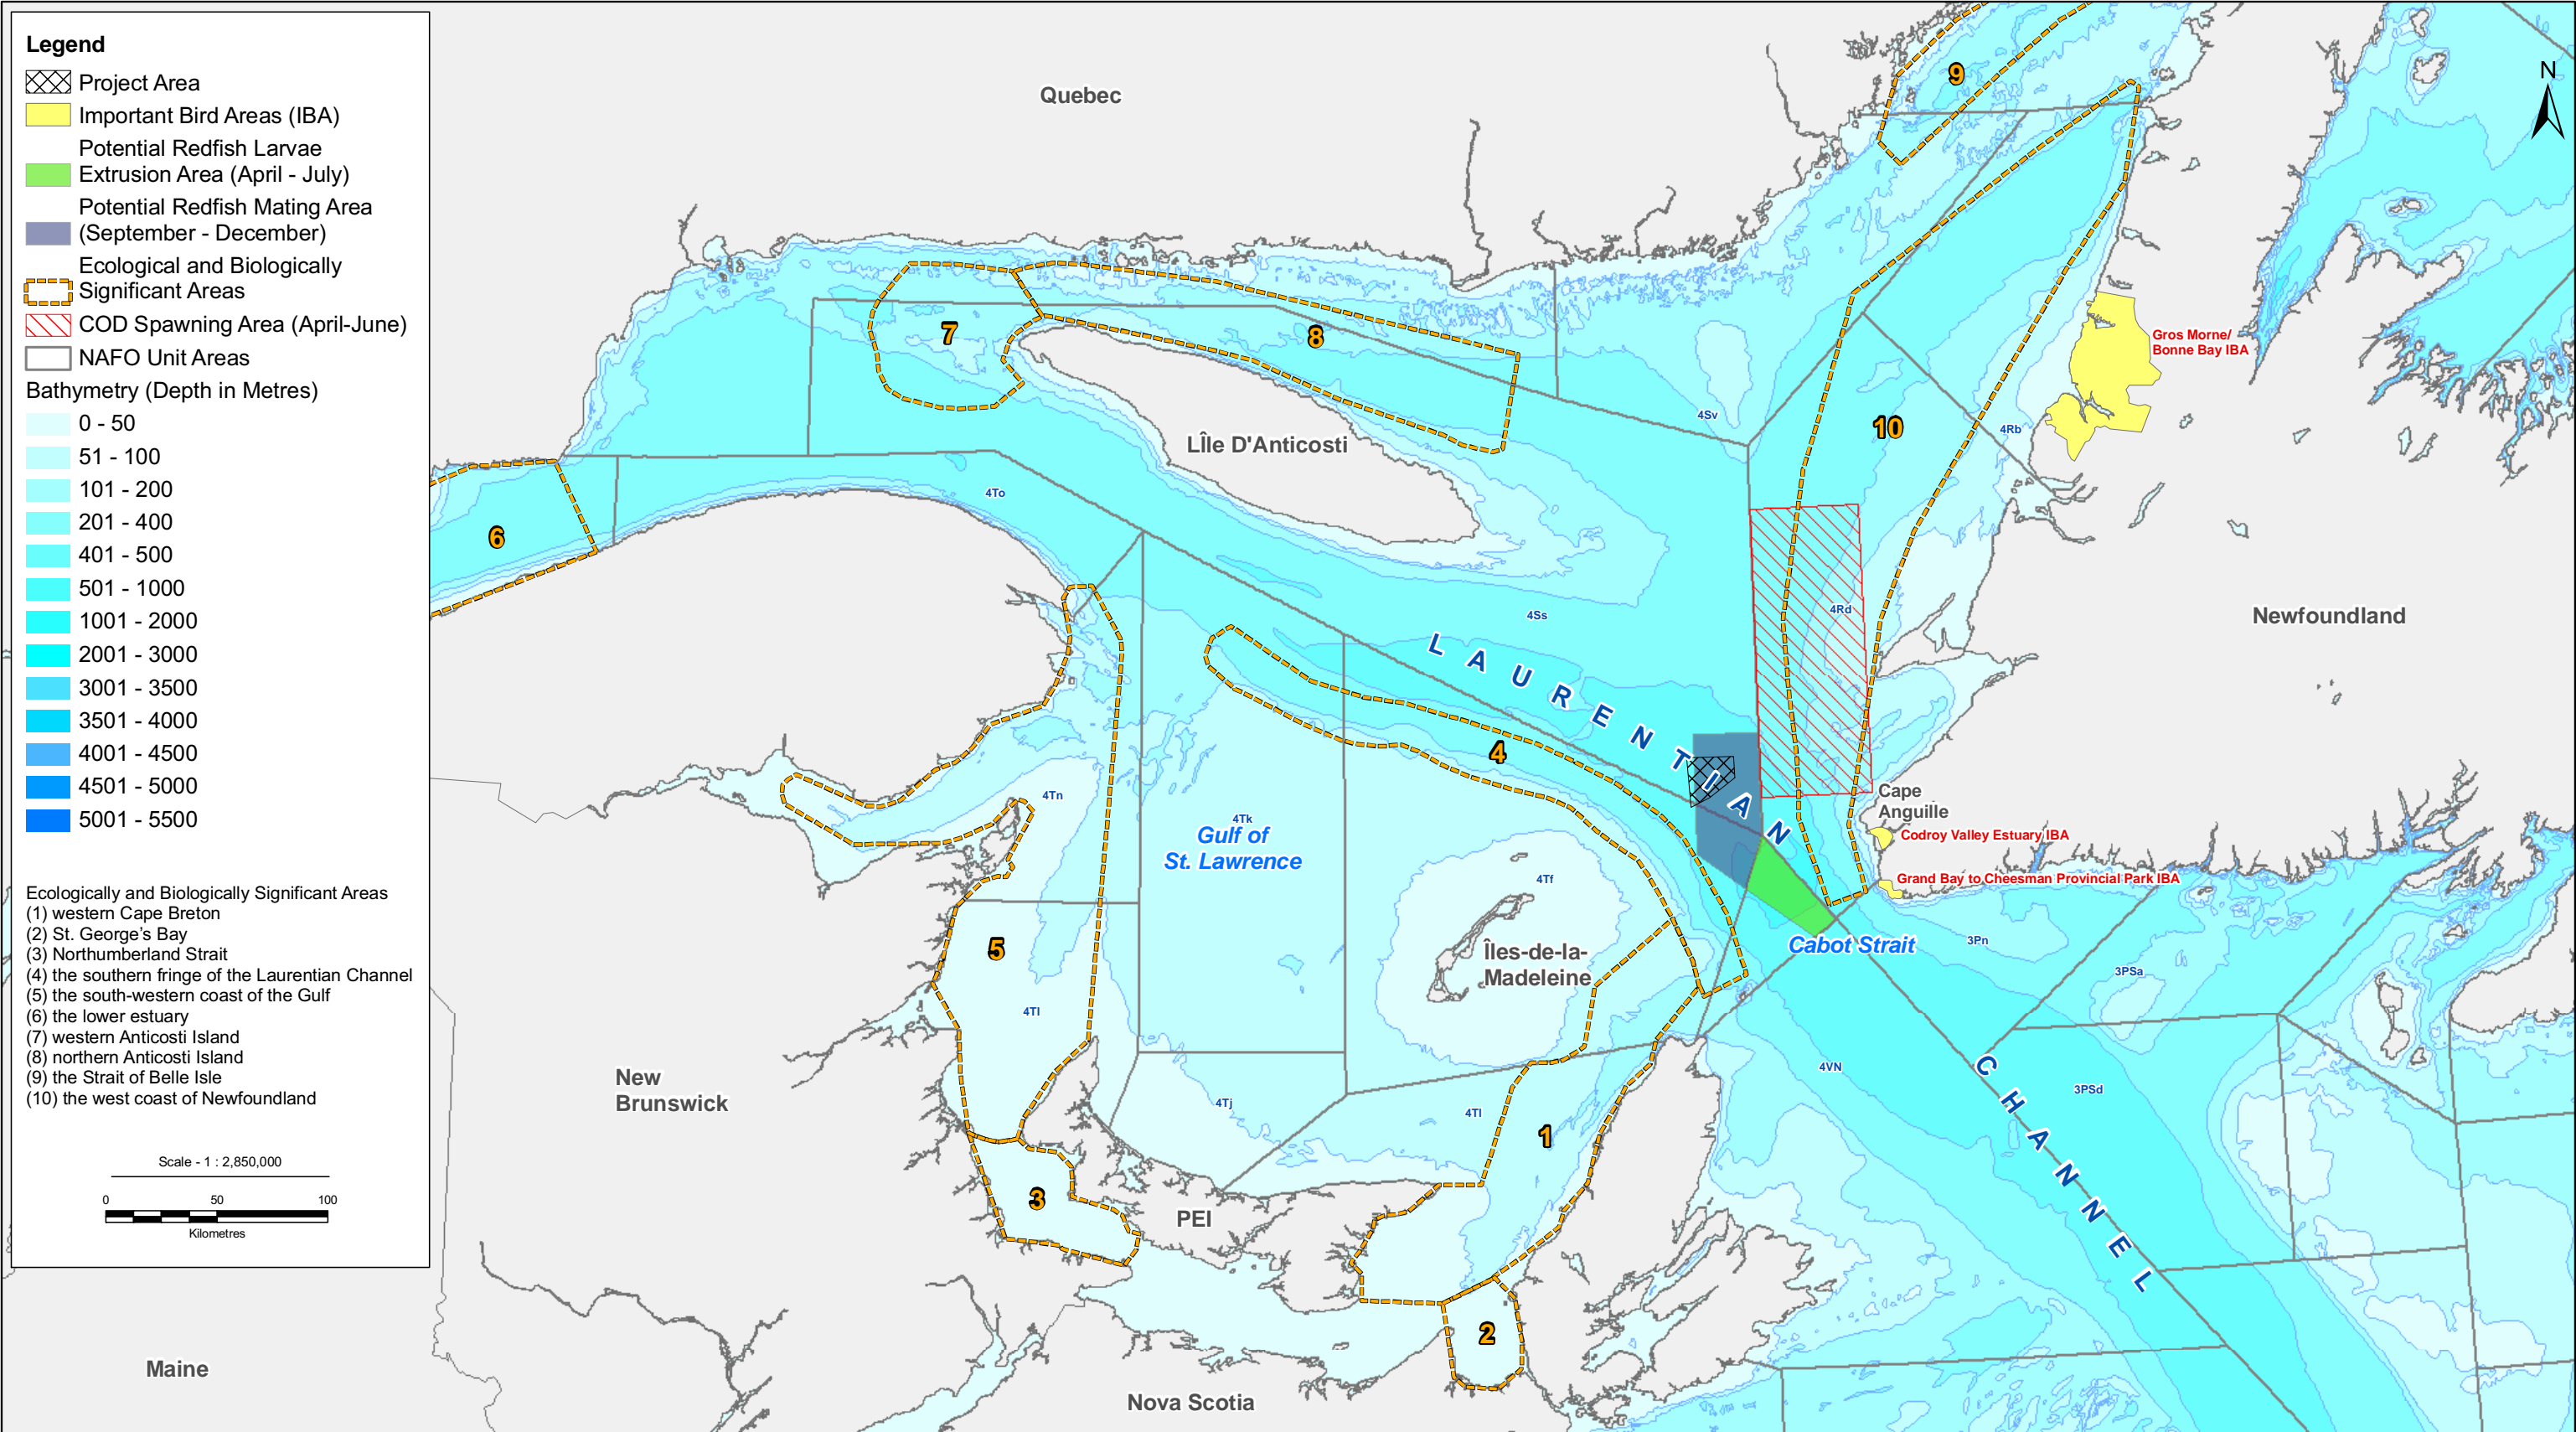 Legend
Project Area
Important Bird Areas (IBA)
Potential Redfish Larvae
Extrusion Area (April - July)
Potential Redfish Mating Area
(September - December)
Ecological and Biologically
Significant Areas
COD Spawning Area (April-June)
NAFO Unit Areas
Bathymetry (Depth in Metres)
0 - 50
51 - 100
101 - 200
201 - 400
401 - 500
501 - 1000
1001 - 2000
2001 - 3000
3001 - 3500
3501 - 4000
4001 - 4500
4501 - 5000
5001 - 5500
Ecologically and Biologically Significant Areas
(1) western Cape Breton
(2) St. George's Bay
(3) Northumberland Strait
(4) the southern fringe of the Laurentian Channel
(5) the south-western coast of the Gulf
(6) the lower estuary
(7) western Anticosti Island
(8) northern Anticosti Island
(9) the Strait of Belle Isle
(10) the west coast of Newfoundland
Scale - 1 : 2,850,000
0 50 100
Kilometres
Quebec
9
N
7
8
Gros Morne/
Bonne Bay IBA
4Sv
10
4Rb
LÎle D'Anticosti
4To
6
4Ss
4Rd
Newfoundland
LAURENTIAN
4
4Tn
Cape
Anguille
4Tk
Gulf of
St. Lawrence
Codroy Valley Estuary IBA
4Tf
Grand Bay to Cheesman Provincial Park IBA
5
Îles-de-la-
Madeleine
Cabot Strait
3Pn
3PSa
4Tl
4VN
CHANNEL
3PSd
New
Brunswick
4Tj
4Tl
1
3
PEI
2
Maine
Nova Scotia